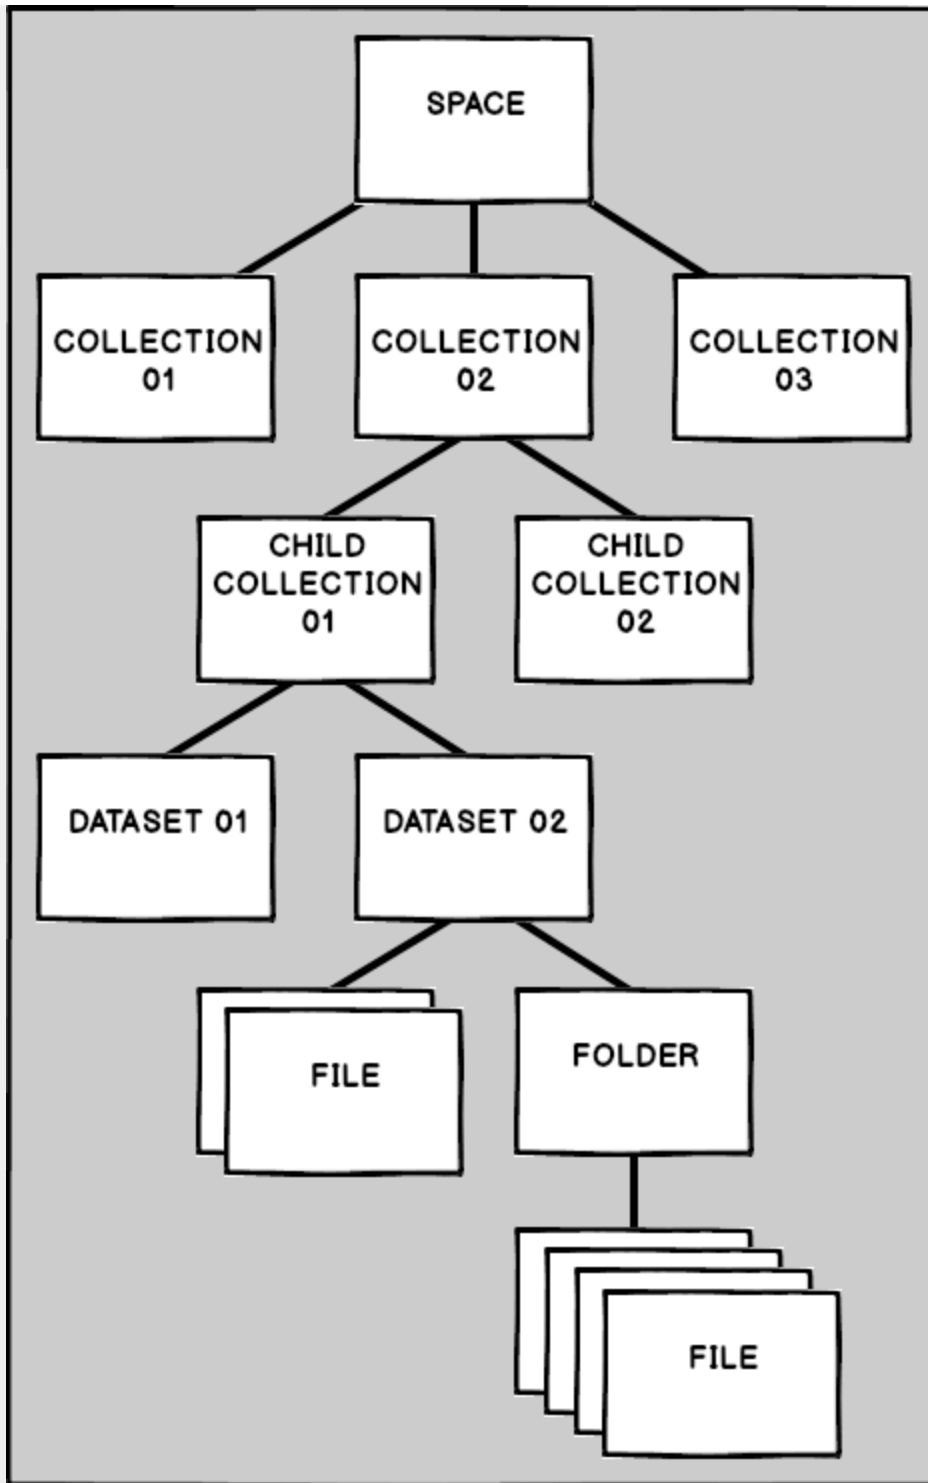 SPACE
COLLECTION
01
COLLECTION
02
COLLECTION
03
CHILD
COLLECTION
01
CHILD
COLLECTION
02
DATASET 01
DATASET 02
FILE
FOLDER
FILE